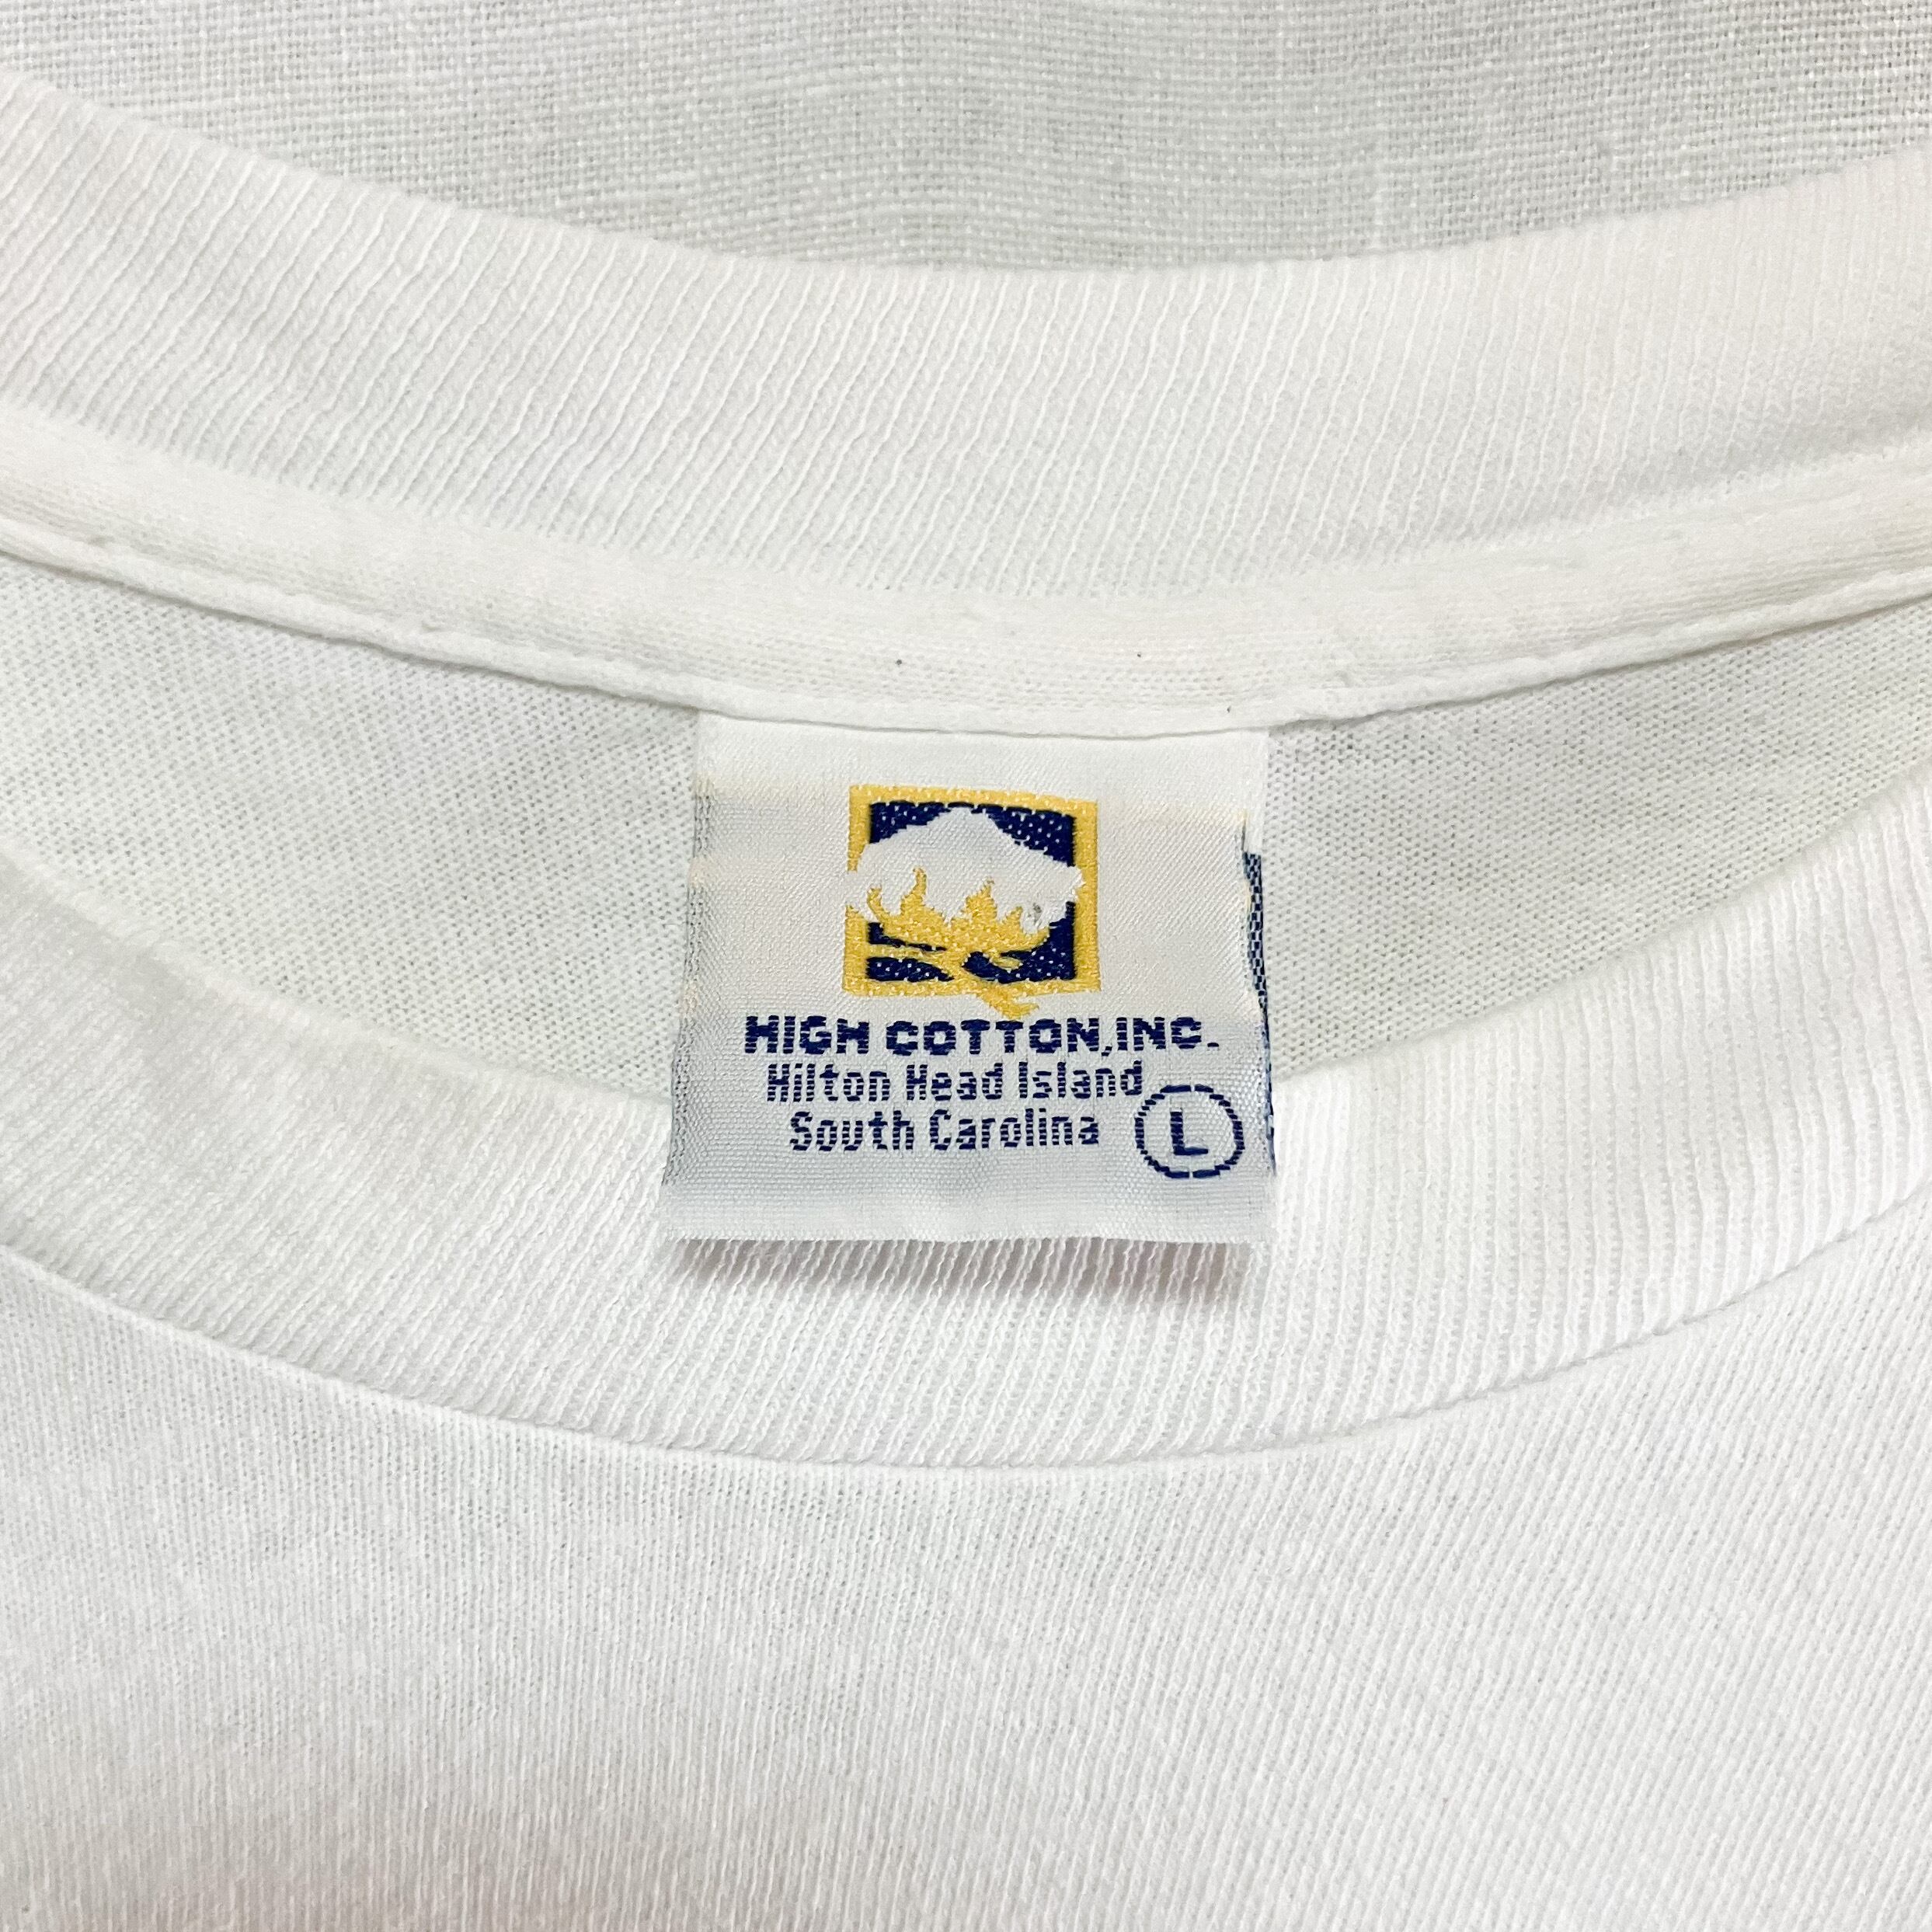 HIGH COTTON, INC.
Hilton Head Island
South Carolina
L